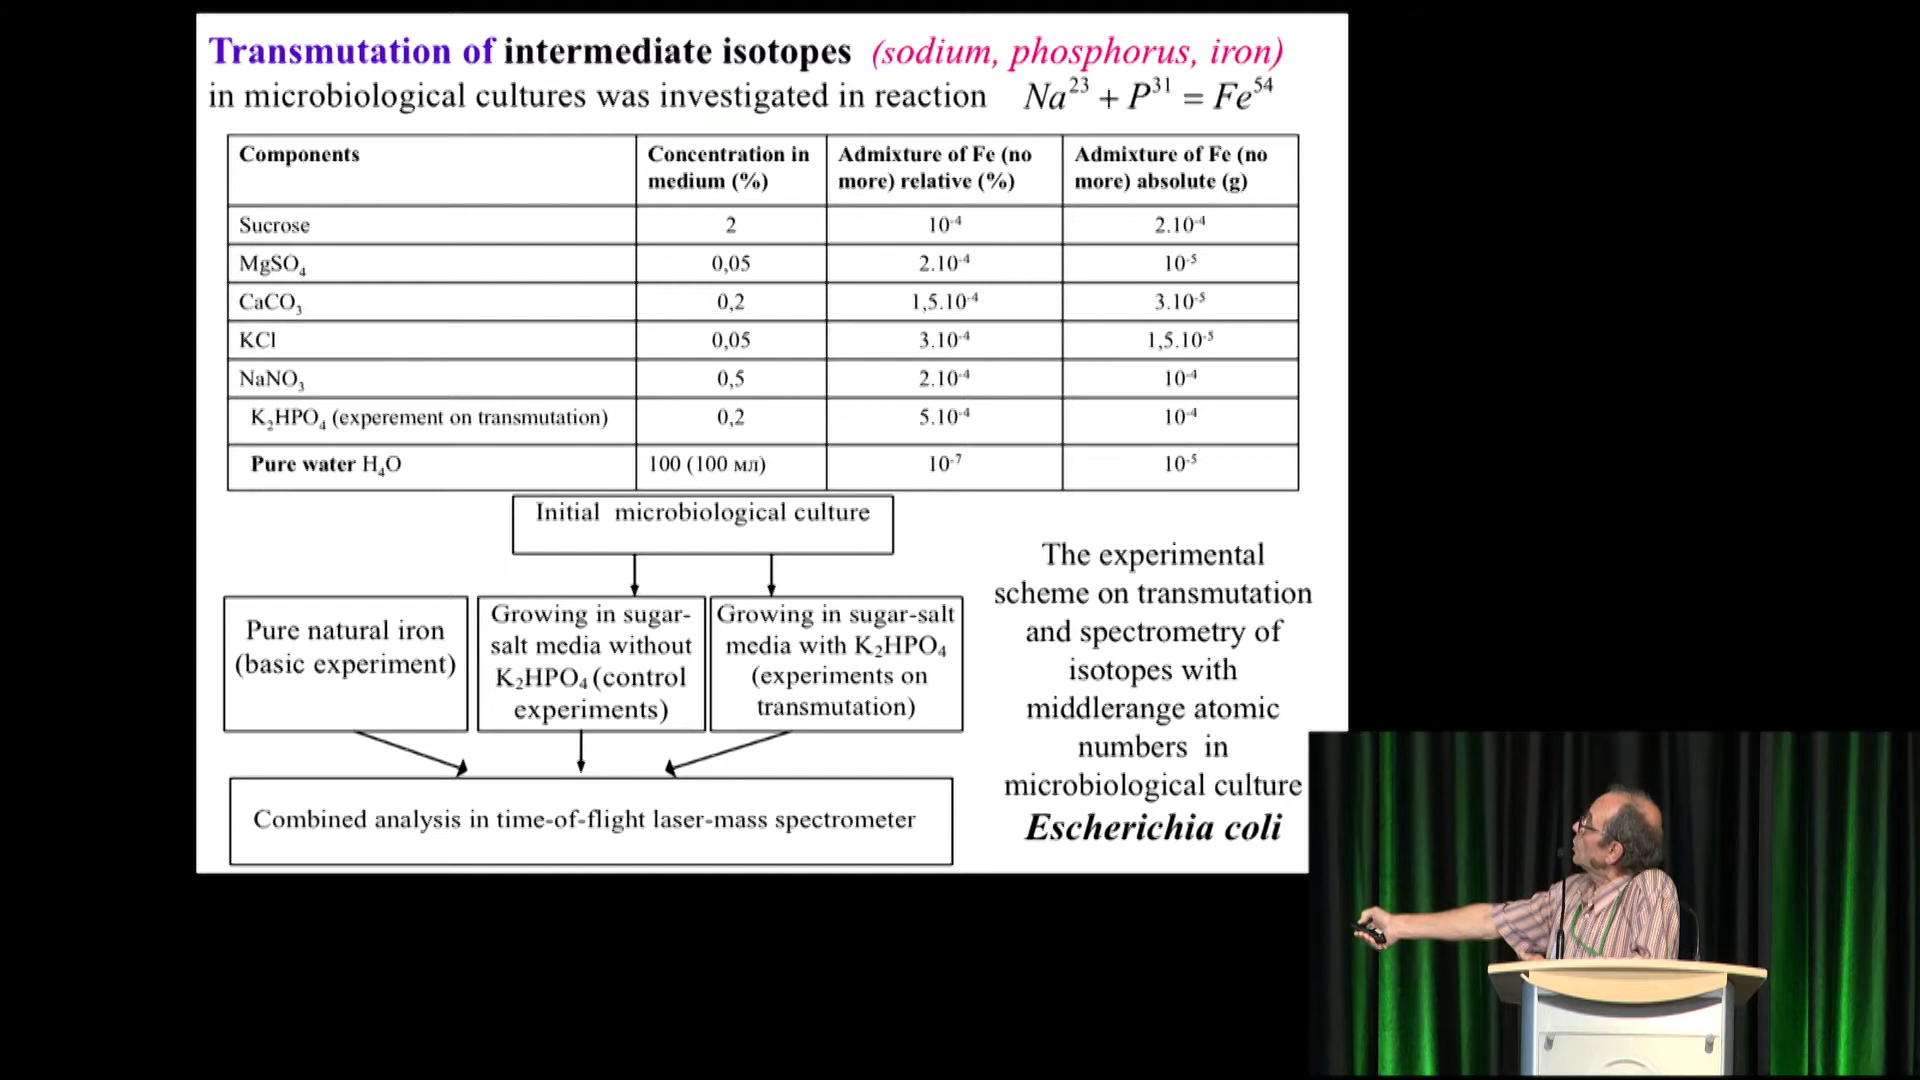 Transmutation of intermediate isotopes (sodium, phosphorus, iron)
in microbiological cultures was investigated in reaction Na²³ + P³¹ = Fe⁵⁴
Components Concentration in medium (%) Admixture of Fe (no more) relative (%) Admixture of Fe (no more) absolute (g)
Sucrose 2 10⁻⁴ 2.10⁻⁴
MgSO₄ 0,05 2.10⁻⁴ 10⁻⁵
CaCO₃ 0,2 1,5.10⁻⁴ 3.10⁻⁵
KCl 0,05 3.10⁻⁴ 1,5.10⁻⁵
NaNO₃ 0,5 2.10⁻⁴ 10⁻⁴
K₂HPO₄ (experement on transmutation) 0,2 5.10⁻⁴ 10⁻⁴
Pure water H₄O 100 (100 мл) 10⁻⁷ 10⁻⁵
Initial microbiological culture
Pure natural iron
(basic experiment)
Growing in sugar-
salt media without
K₂HPO₄ (control
experiments)
Growing in sugar-salt
media with K₂HPO₄
(experiments on
transmutation)
Combined analysis in time-of-flight laser-mass spectrometer
The experimental
scheme on transmutation
and spectrometry of
isotopes with
middlerange atomic
numbers in
microbiological culture
Escherichia coli